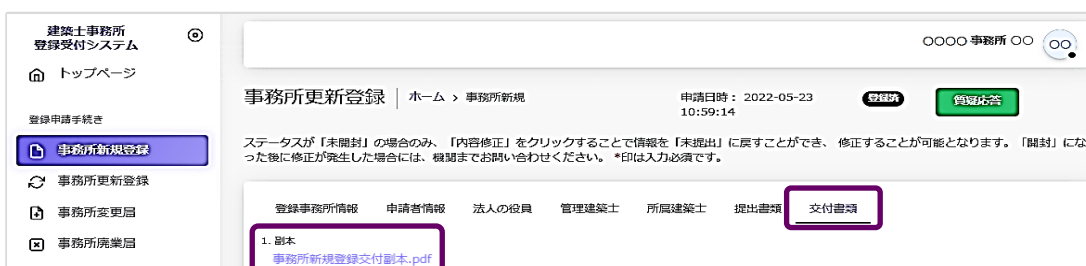 建築士事務所
登録受付システム
トップページ
登録申請手続き
事務所新規登録
事務所更新登録
事務所変更届
事務所廃業届
○○○○ 事務所 ○○
○○
事務所更新登録 | ホーム > 事務所新規
申請日時： 2022-05-23
10:59:14
登録済
質疑応答
ステータスが「未開封」の場合のみ、「内容修正」をクリックすることで情報を「未提出」に戻すことができ、 修正することが可能となります。「開封」にな
った後に修正が発生した場合には、機関までお問い合わせください。 *印は入力必須です。
登録事務所情報 申請者情報 法人の役員 管理建築士 所属建築士 提出書類 交付書類
1. 副本
事務所新規登録交付副本.pdf